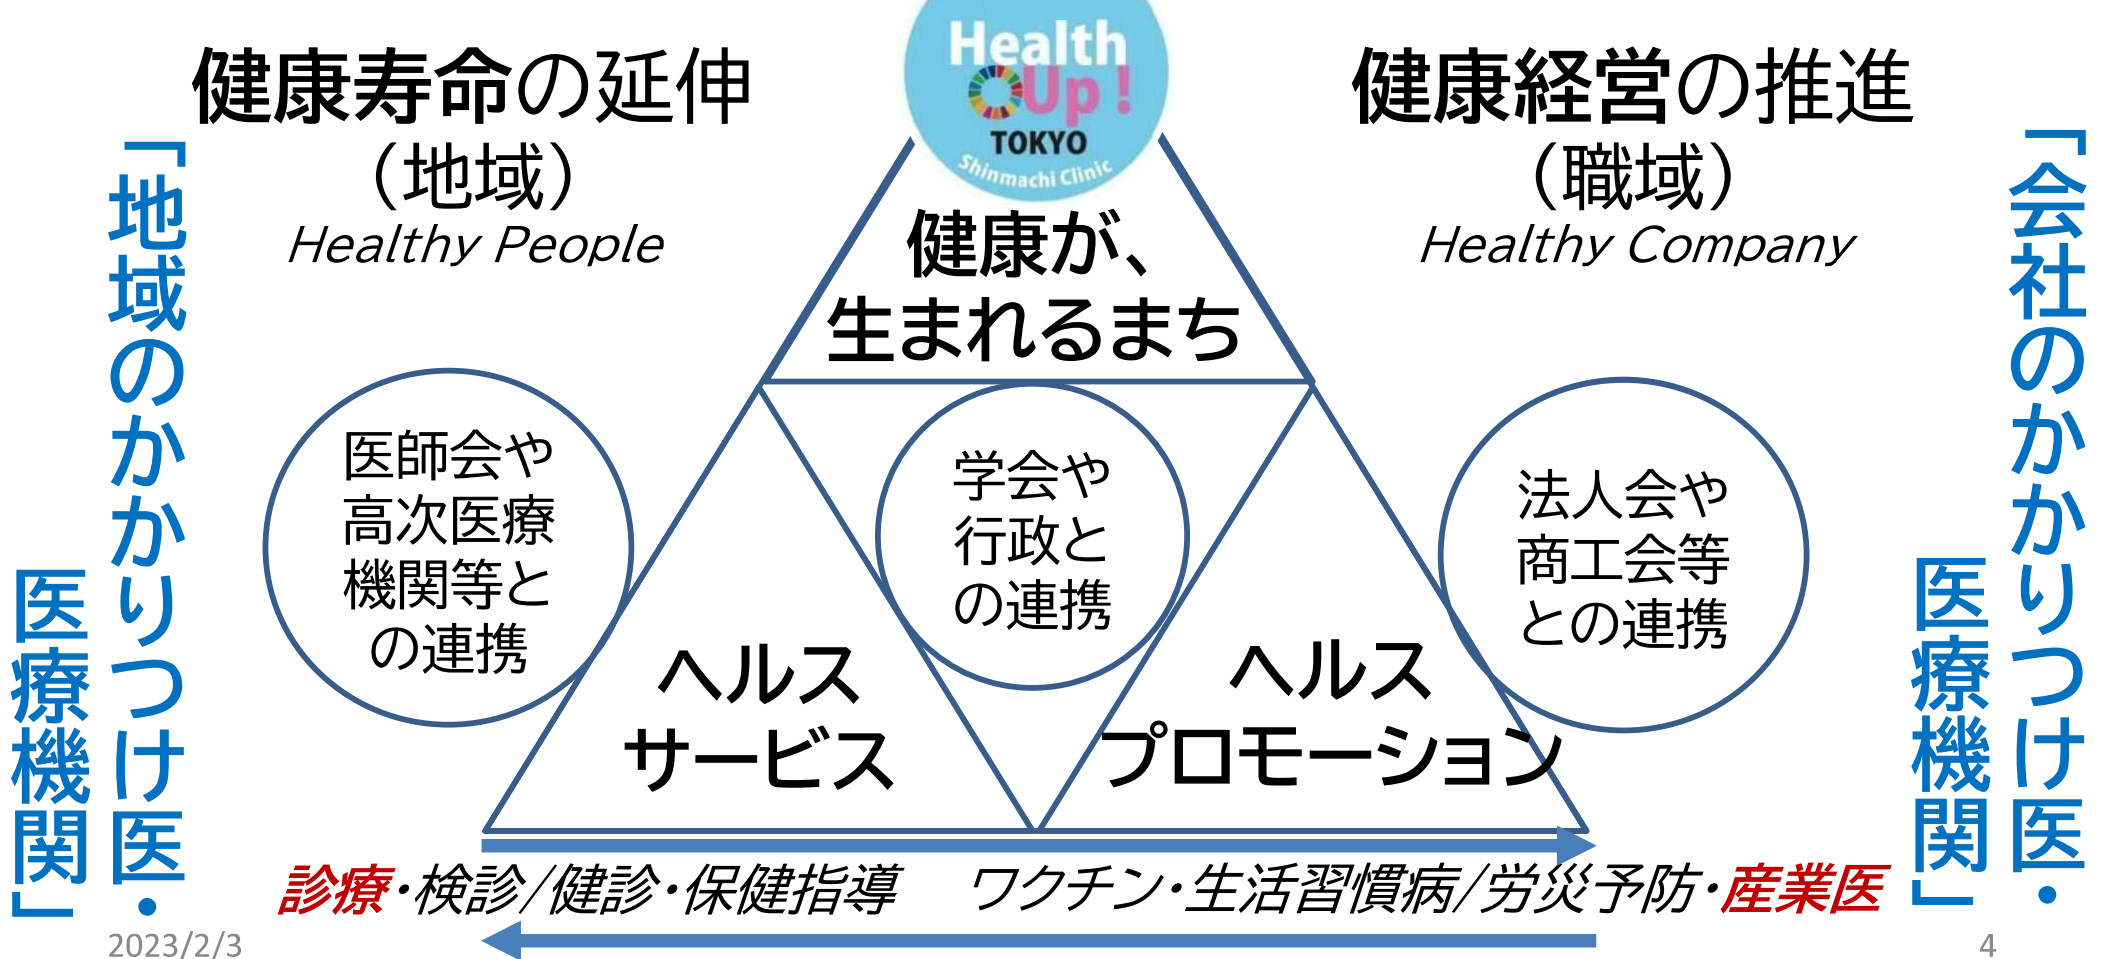 健康寿命の延伸
（地域）
Healthy People
Health
Up！
TOKYO
Shinmachi Clinic
健康経営の推進
（職域）
Healthy Company
「地域のかかりつけ医・
医療機関」
「会社のかかりつけ医・
医療機関」
健康が、
生まれるまち
医師会や
高次医療
機関等と
の連携
学会や
行政と
の連携
法人会や
商工会等
との連携
ヘルス
サービス
ヘルス
プロモーション
診療・検診/健診・保健指導
ワクチン・生活習慣病/労災予防・産業医
2023/2/3
4